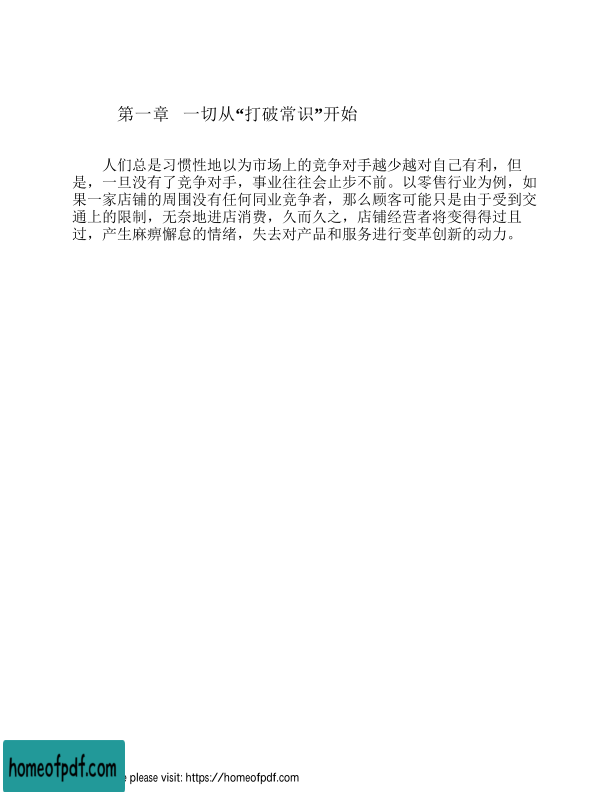 第一章 一切从“打破常识”开始
人们总是习惯性地以为市场上的竞争对手越少越对自己有利，但
是，一旦没有了竞争对手，事业往往会止步不前。以零售行业为例，如
果一家店铺的周围没有任何同业竞争者，那么顾客可能只是由于受到交
通上的限制，无奈地进店消费，久而久之，店铺经营者将变得得过且
过，产生麻痹懈怠的情绪，失去对产品和服务进行变革创新的动力。
homeofpdf.com
e please visit: https://homeofpdf.com